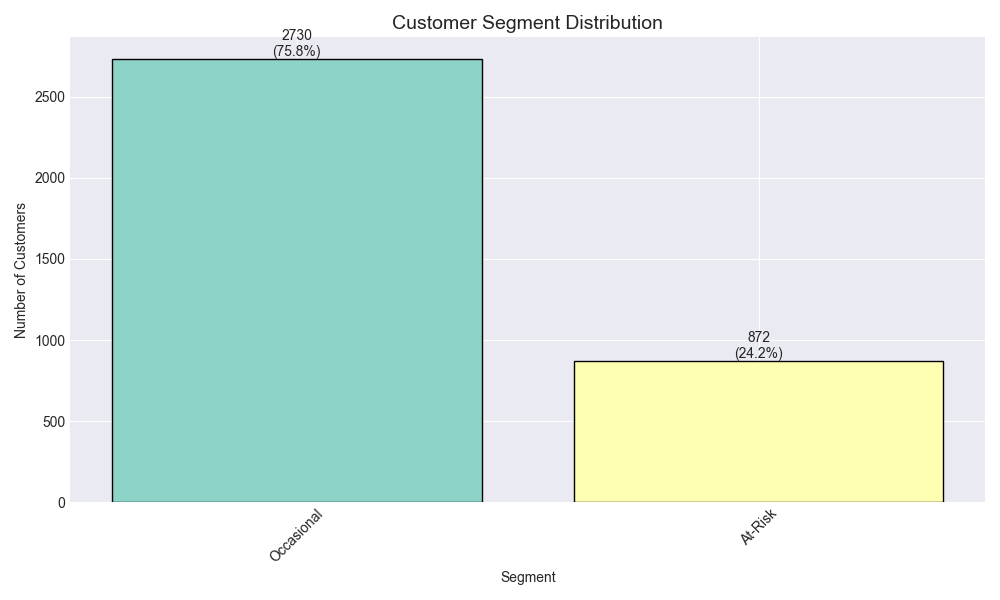 Customer Segment Distribution
2730
(75.8%)
872
(24.2%)
2500
2000
1500
1000
500
0
Number of Customers
Occasional
At-Risk
Segment